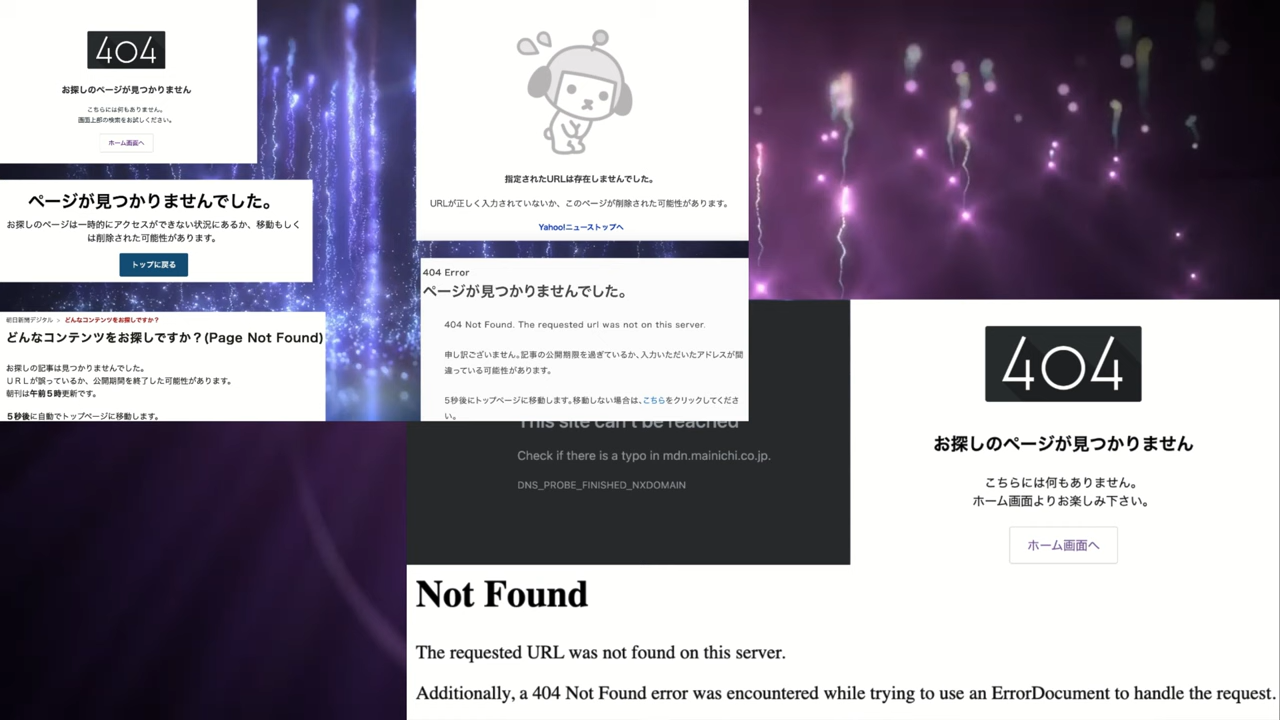 404
お探しのページが見つかりません
こちらには何もありません。
画面上部の検索をお試しください。
ホーム画面へ
ページが見つかりませんでした。
お探しのページは一時的にアクセスができない状況にあるか、移動もしく
は削除された可能性があります。
トップに戻る
朝日新聞デジタル > どんなコンテンツをお探しですか？
どんなコンテンツをお探しですか？(Page Not Found)
お探しの記事は見つかりませんでした。
ＵＲＬが誤っているか、公開期間を終了した可能性があります。
朝刊は午前５時更新です。
５秒後に自動でトップページに移動します。
指定されたURLは存在しませんでした。
URLが正しく入力されていないか、このページが削除された可能性があります。
Yahoo!ニューストップへ
404 Error
ページが見つかりませんでした。
404 Not Found. The requested url was not on this server.
申し訳ございません。記事の公開期限を過ぎているか、入力いただいたアドレスが間
違っている可能性があります。
5秒後にトップページに移動します。移動しない場合は、こちらをクリックしてくださ
い。
This site can't be reached
Check if there is a typo in mdn.mainichi.co.jp.
DNS_PROBE_FINISHED_NXDOMAIN
404
お探しのページが見つかりません
こちらには何もありません。
ホーム画面よりお楽しみ下さい。
ホーム画面へ
Not Found
The requested URL was not found on this server.
Additionally, a 404 Not Found error was encountered while trying to use an ErrorDocument to handle the request.